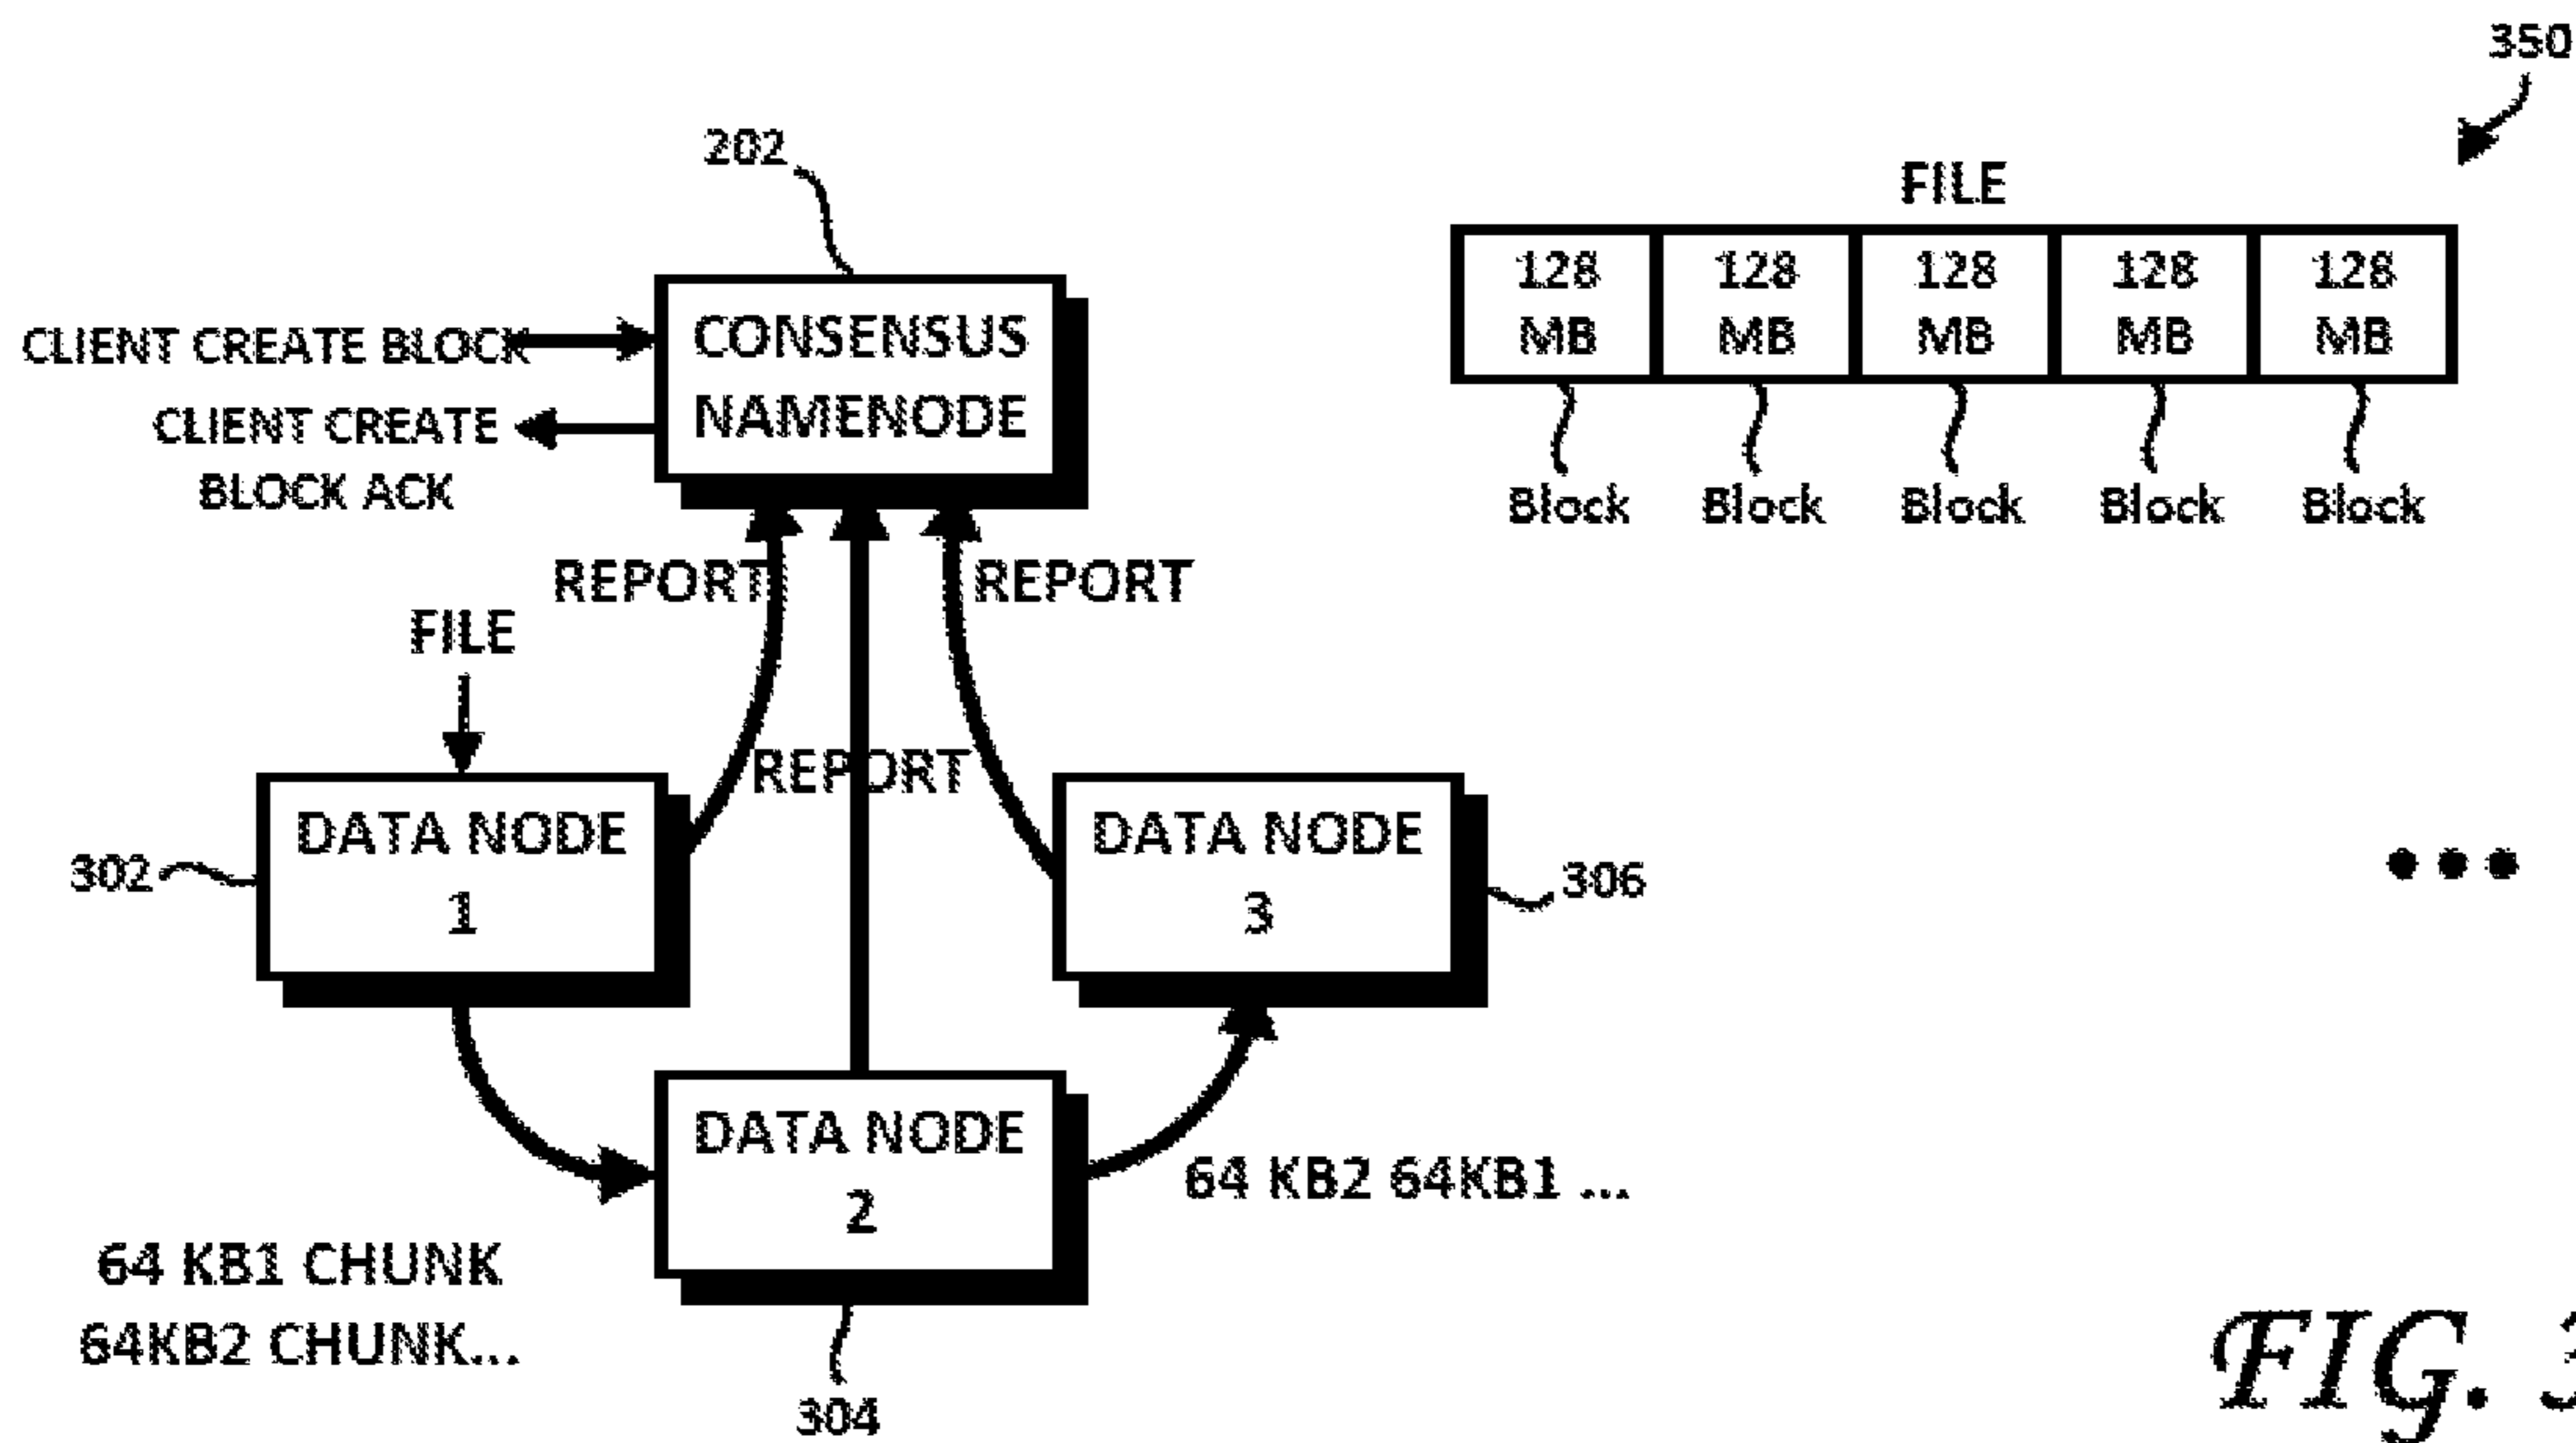 350
202
FILE
128 MB
128 MB
128 MB
128 MB
128 MB
Block
Block
Block
Block
Block
CLIENT CREATE BLOCK
CLIENT CREATE
BLOCK ACK
CONSENSUS
NAMENODE
REPORT
REPORT
FILE
REPORT
DATA NODE
1
302
DATA NODE
3
306
•••
DATA NODE
2
64 KB2 64KB1 ...
64 KB1 CHUNK
64KB2 CHUNK...
304
FIG. 3